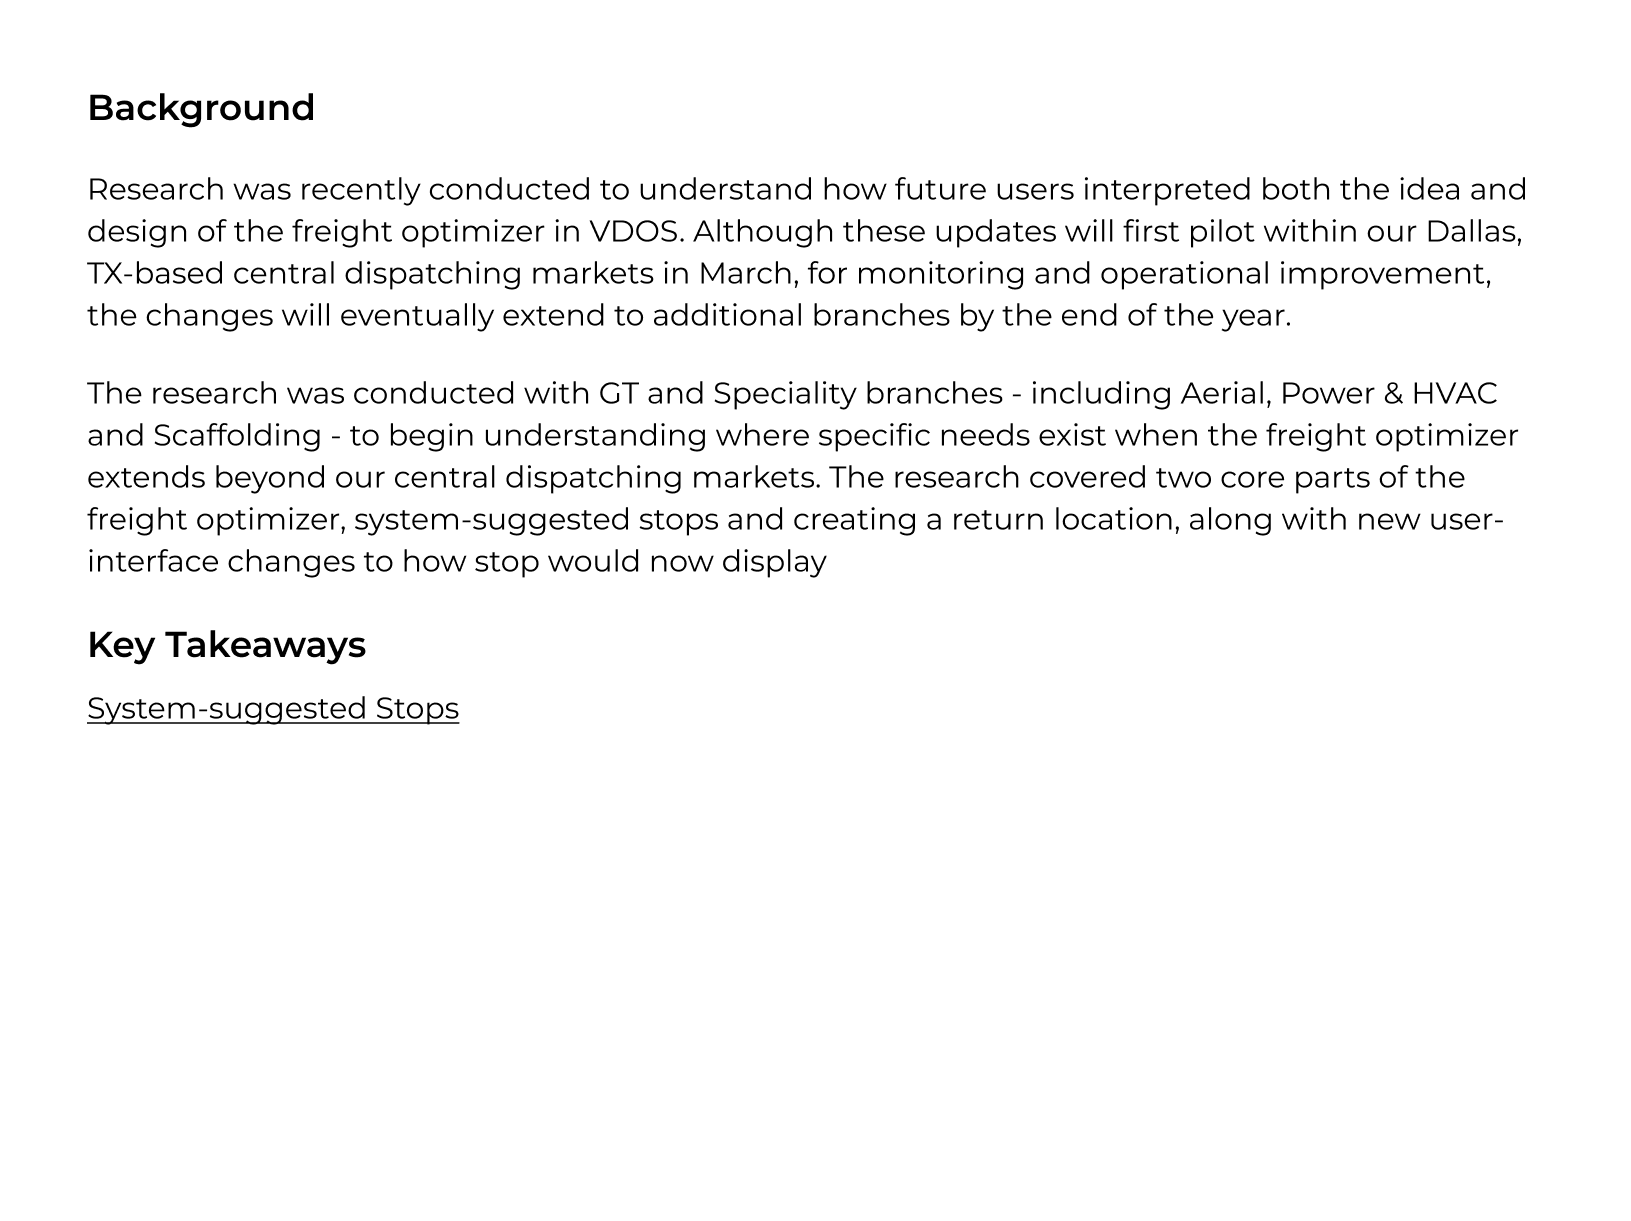 Background
Research was recently conducted to understand how future users interpreted both the idea and
design of the freight optimizer in VDOS. Although these updates will first pilot within our Dallas,
TX-based central dispatching markets in March, for monitoring and operational improvement,
the changes will eventually extend to additional branches by the end of the year.
The research was conducted with GT and Speciality branches - including Aerial, Power & HVAC
and Scaffolding - to begin understanding where specific needs exist when the freight optimizer
extends beyond our central dispatching markets. The research covered two core parts of the
freight optimizer, system-suggested stops and creating a return location, along with new user-
interface changes to how stop would now display
Key Takeaways
System-suggested Stops